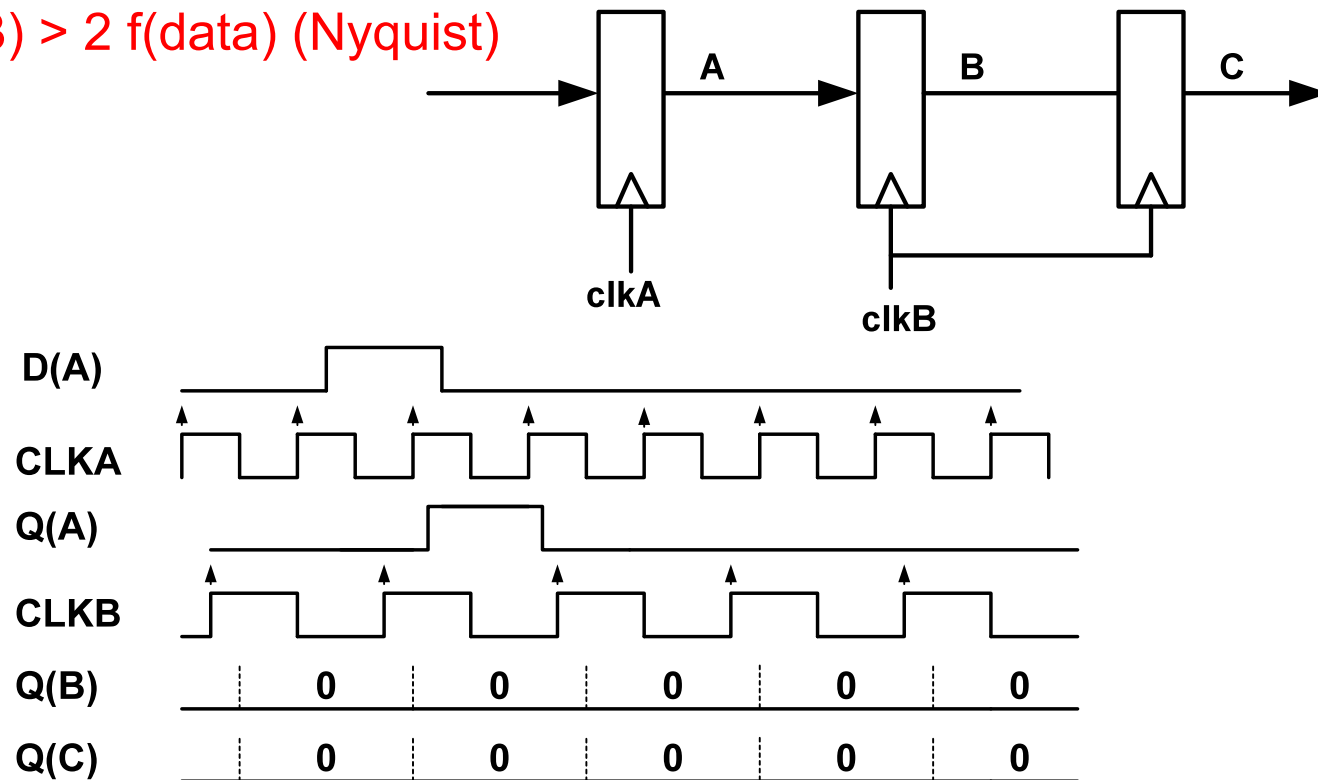 ) > 2 f(data) (Nyquist)
A B C
clkA
clkB
D(A)
CLKA
Q(A)
CLKB
Q(B) 0 0 0 0 0
Q(C) 0 0 0 0 0